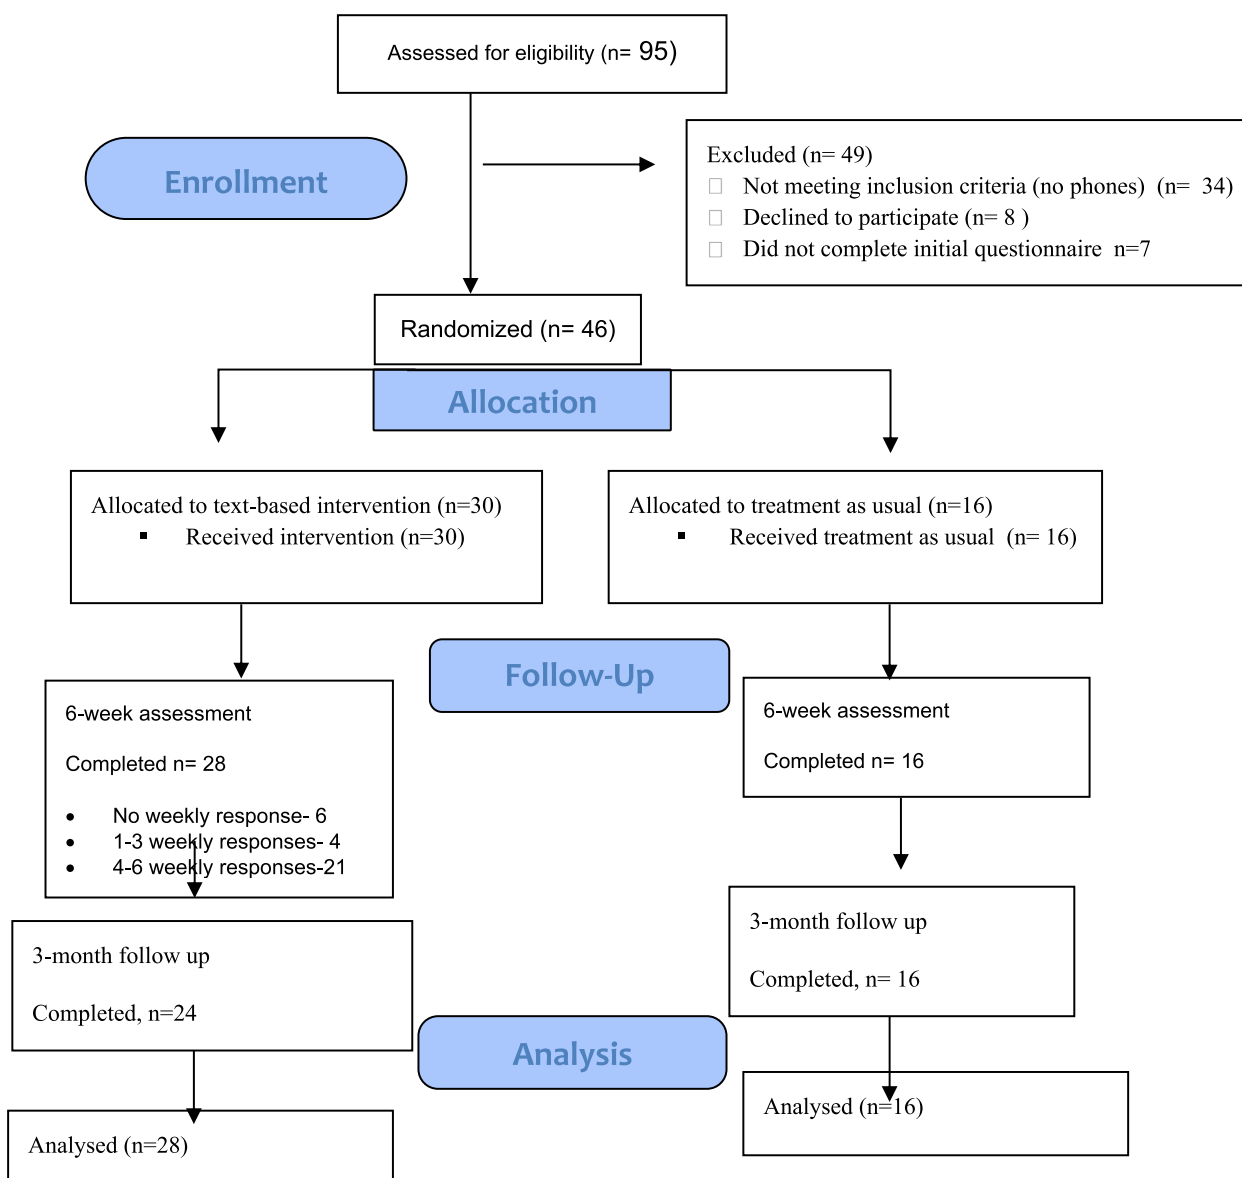 Assessed for eligibility (n= 95)
Enrollment
Excluded (n= 49)
Not meeting inclusion criteria (no phones) (n= 34)
Declined to participate (n= 8 )
Did not complete initial questionnaire n=7
Randomized (n= 46)
Allocation
Allocated to text-based intervention (n=30)
▪ Received intervention (n=30)
Allocated to treatment as usual (n=16)
▪ Received treatment as usual (n= 16)
Follow-Up
6-week assessment
Completed n= 28
• No weekly response- 6
• 1-3 weekly responses- 4
• 4-6 weekly responses-21
6-week assessment
Completed n= 16
3-month follow up
Completed, n=24
3-month follow up
Completed, n= 16
Analysis
Analysed (n=28)
Analysed (n=16)